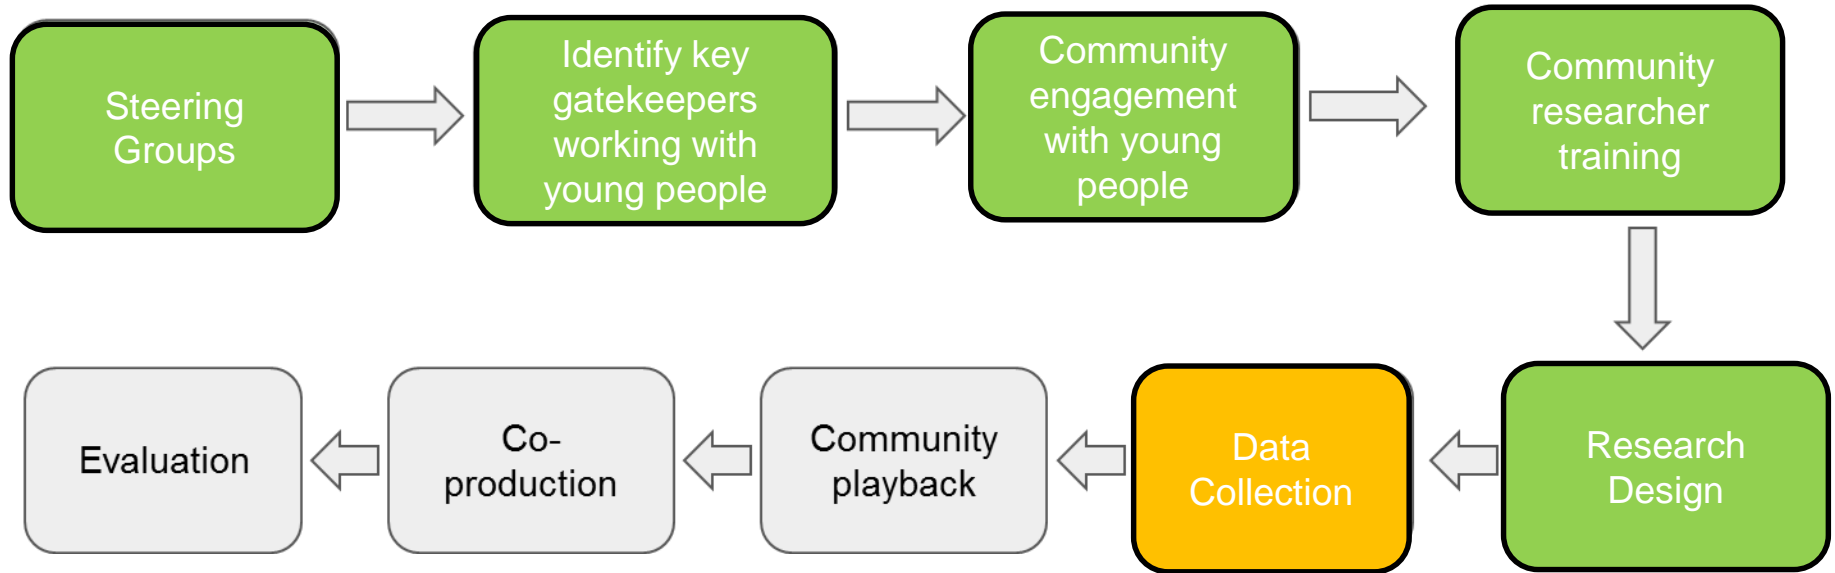 Steering
Groups
Identify key
gatekeepers
working with
young people
Community
engagement
with young
people
Community
researcher
training
Research
Design
Data
Collection
Community
playback
Co-
production
Evaluation